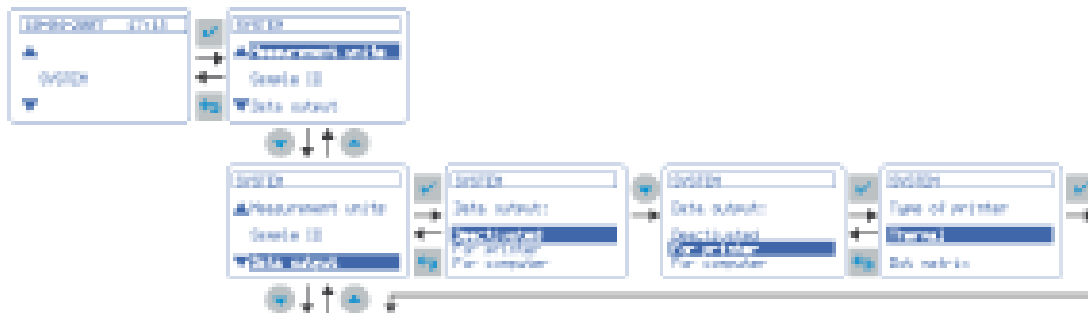 SYSTEM
SYSTEM
Measurement units
Sample ID
Data output
SYSTEM
Measurement units
Sample ID
Data output
SYSTEM
Data output:
Deactivated
For printer
For computer
SYSTEM
Data output:
Deactivated
For printer
For computer
SYSTEM
Type of printer
Thermal
Dot matrix